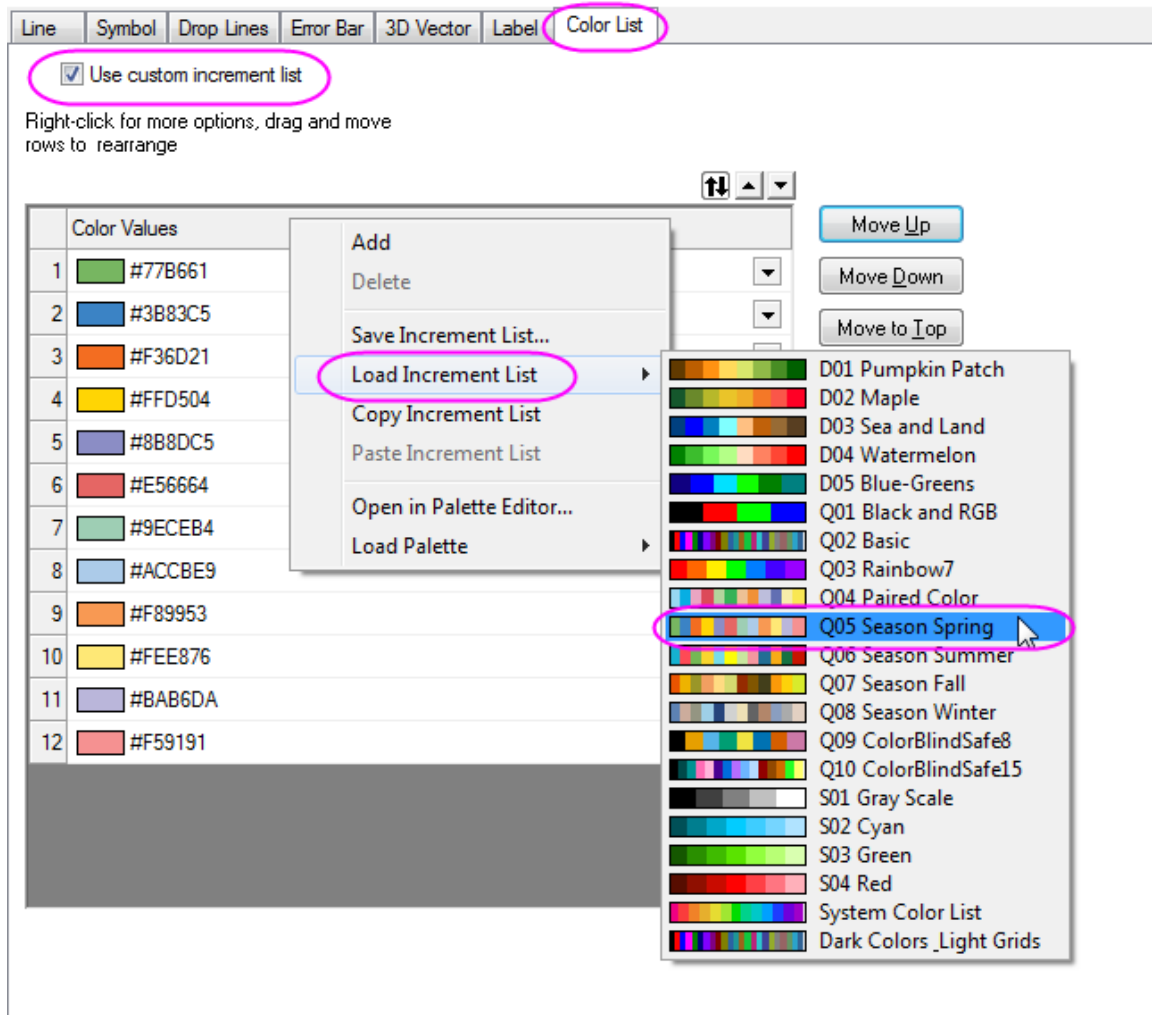 Line Symbol Drop Lines Error Bar 3D Vector Label Color List
Use custom increment list
Right-click for more options, drag and move
rows to rearrange
Color Values
1 #77B661
2 #3B83C5
3 #F36D21
4 #FFD504
5 #8B8DC5
6 #E56664
7 #9ECEB4
8 #ACCBE9
9 #F89953
10 #FEE876
11 #BAB6DA
12 #F59191
Add
Delete
Save Increment List...
Load Increment List
Copy Increment List
Paste Increment List
Open in Palette Editor...
Load Palette
Move Up
Move Down
Move to Top
D01 Pumpkin Patch
D02 Maple
D03 Sea and Land
D04 Watermelon
D05 Blue-Greens
Q01 Black and RGB
Q02 Basic
Q03 Rainbow7
Q04 Paired Color
Q05 Season Spring
Q06 Season Summer
Q07 Season Fall
Q08 Season Winter
Q09 ColorBlindSafe8
Q10 ColorBlindSafe15
S01 Gray Scale
S02 Cyan
S03 Green
S04 Red
System Color List
Dark Colors_Light Grids